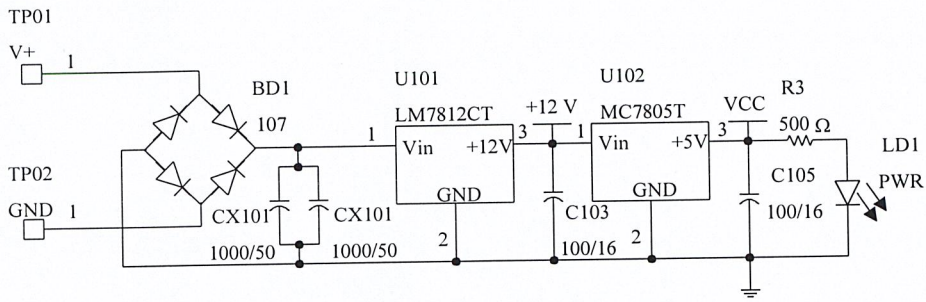 TP01
V+
1
BD1
107
U101
LM7812CT
1
Vin
+12V
3
GND
2
+12 V
U102
MC7805T
1
Vin
+5V
3
GND
2
VCC
R3
500 Ω
LD1
PWR
TP02
GND
1
CX101
CX101
1000/50
1000/50
C103
100/16
C105
100/16